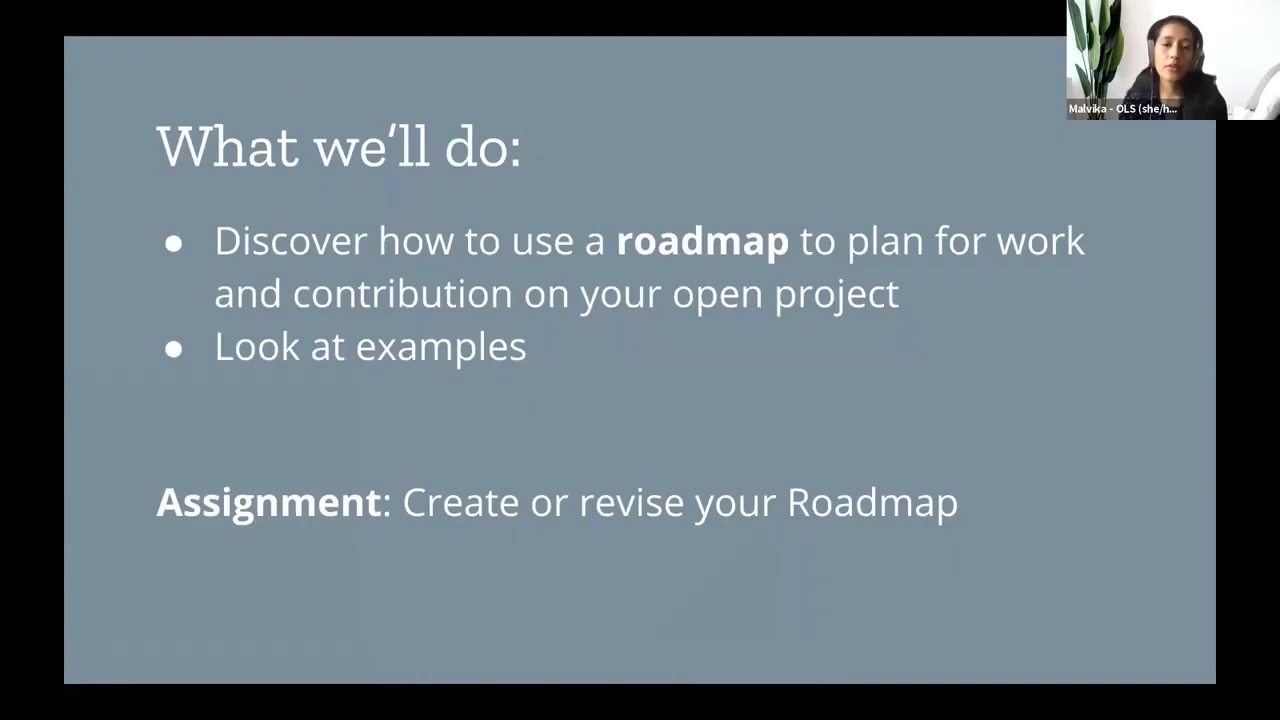 Malvika - OLS (she/h...
What we'll do:
● Discover how to use a roadmap to plan for work
and contribution on your open project
● Look at examples
Assignment: Create or revise your Roadmap